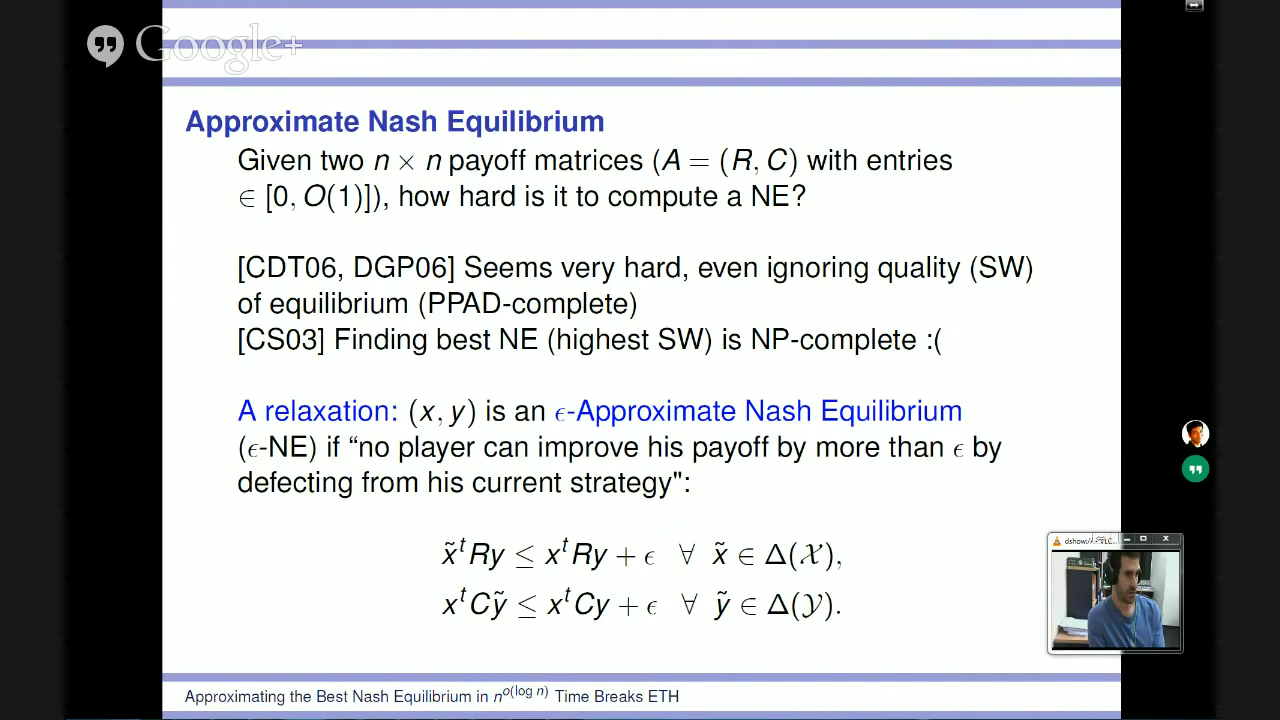 Google+
Approximate Nash Equilibrium
Given two n × n payoff matrices (A = (R, C) with entries
∈ [0, O(1)]), how hard is it to compute a NE?
[CDT06, DGP06] Seems very hard, even ignoring quality (SW)
of equilibrium (PPAD-complete)
[CS03] Finding best NE (highest SW) is NP-complete :(
A relaxation: (x, y) is an ϵ-Approximate Nash Equilibrium
(ϵ-NE) if “no player can improve his payoff by more than ϵ by
defecting from his current strategy":
x̃ᵗRy ≤ xᵗRy + ϵ ∀ x̃ ∈ Δ(𝒳),
xᵗCỹ ≤ xᵗCy + ϵ ∀ ỹ ∈ Δ(𝒴).
Approximating the Best Nash Equilibrium in n^o(log n) Time Breaks ETH